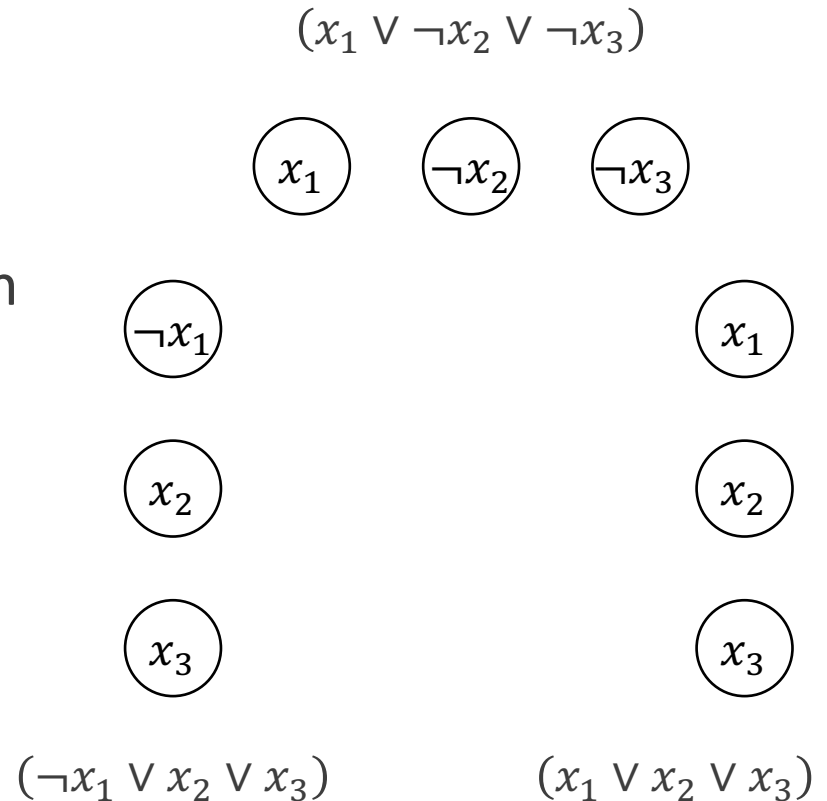 (x₁ ∨ ¬x₂ ∨ ¬x₃)
x₁ ¬x₂ ¬x₃
n
¬x₁ x₁
x₂ x₂
x₃ x₃
(¬x₁ ∨ x₂ ∨ x₃) (x₁ ∨ x₂ ∨ x₃)